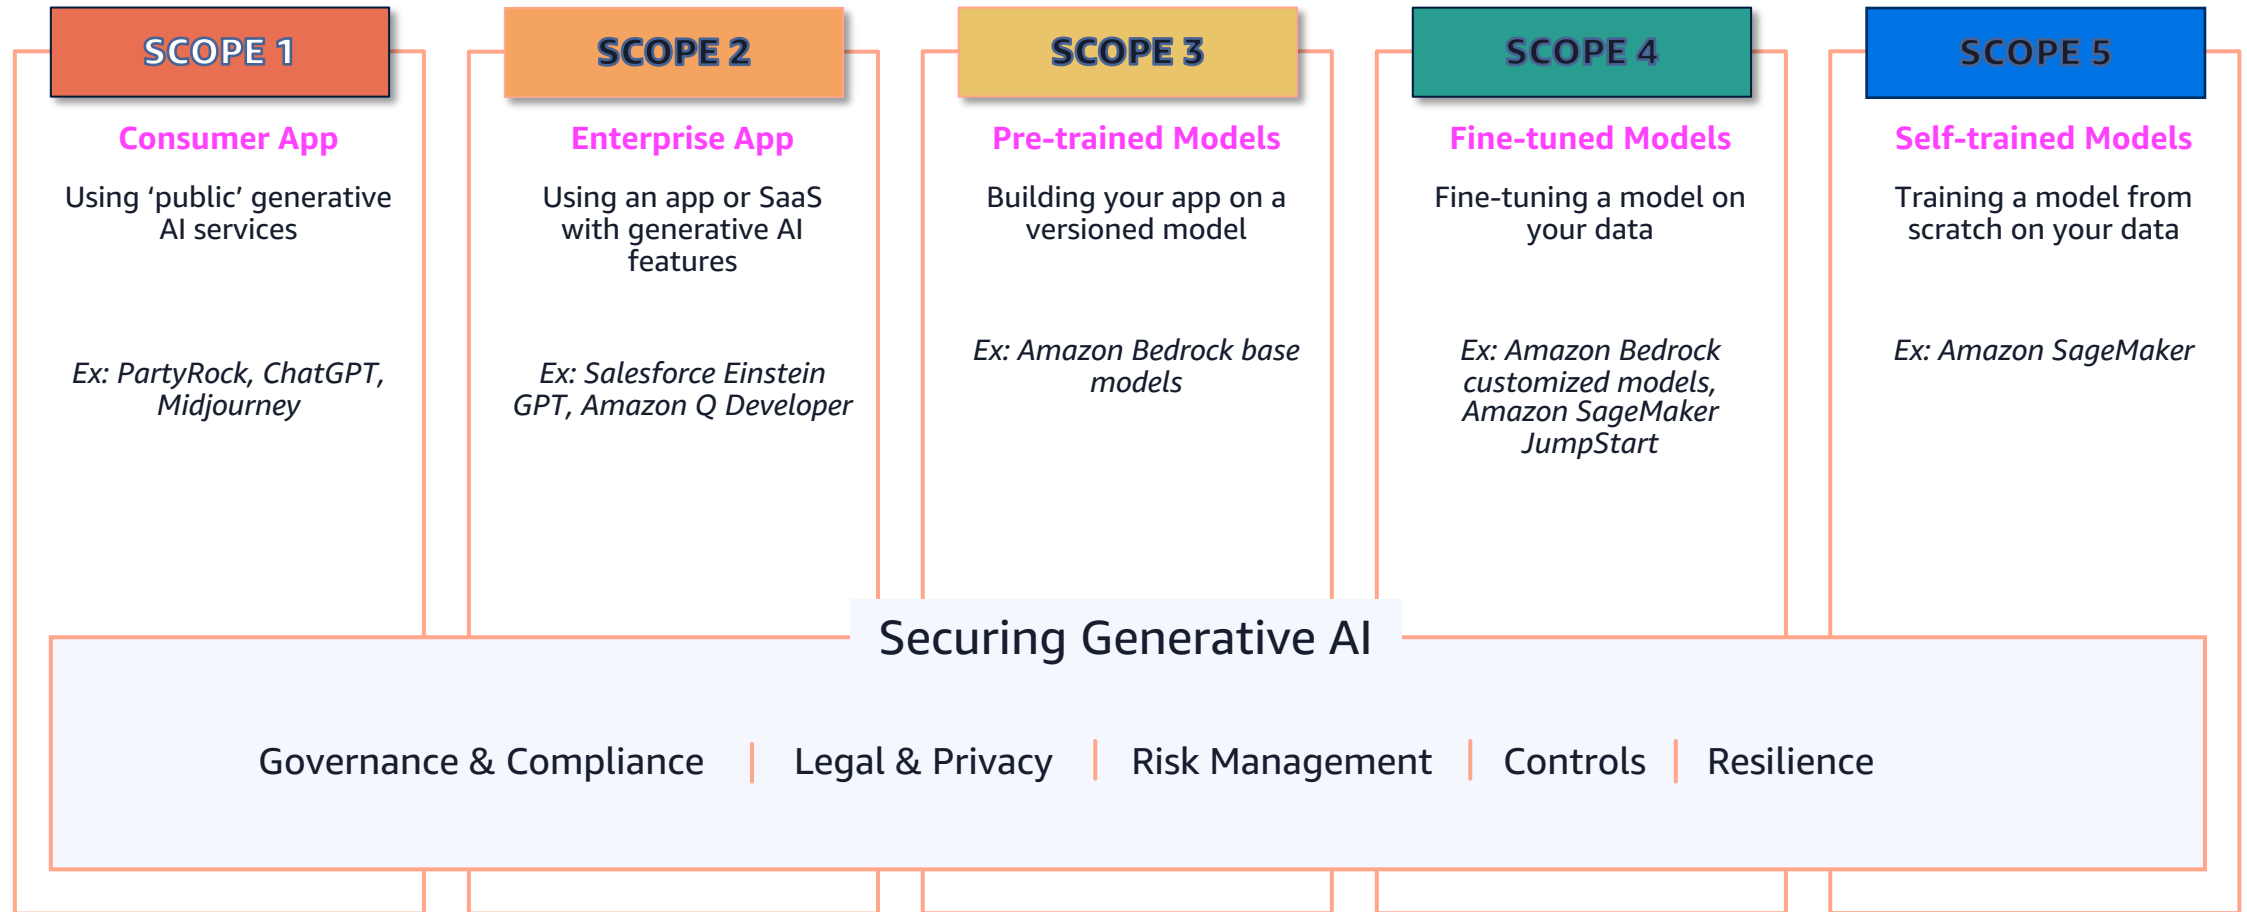 SCOPE 1
Consumer App
Using ‘public’ generative
AI services
Ex: PartyRock, ChatGPT,
Midjourney
SCOPE 2
Enterprise App
Using an app or SaaS
with generative AI
features
Ex: Salesforce Einstein
GPT, Amazon Q Developer
SCOPE 3
Pre-trained Models
Building your app on a
versioned model
Ex: Amazon Bedrock base
models
SCOPE 4
Fine-tuned Models
Fine-tuning a model on
your data
Ex: Amazon Bedrock
customized models,
Amazon SageMaker
JumpStart
SCOPE 5
Self-trained Models
Training a model from
scratch on your data
Ex: Amazon SageMaker
Securing Generative AI
Governance & Compliance | Legal & Privacy | Risk Management | Controls | Resilience